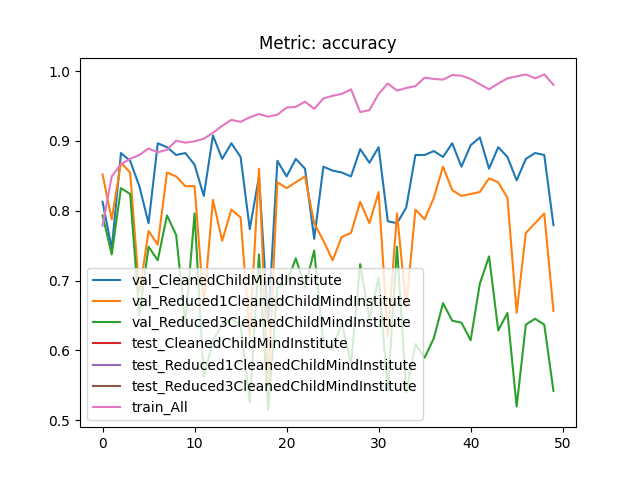 Metric: accuracy
1.0
0.9
0.8
0.7
0.6
0.5
val_CleanedChildMindInstitute
val_Reduced1CleanedChildMindInstitute
val_Reduced3CleanedChildMindInstitute
test_CleanedChildMindInstitute
test_Reduced1CleanedChildMindInstitute
test_Reduced3CleanedChildMindInstitute
train_All
0 10 20 30 40 50